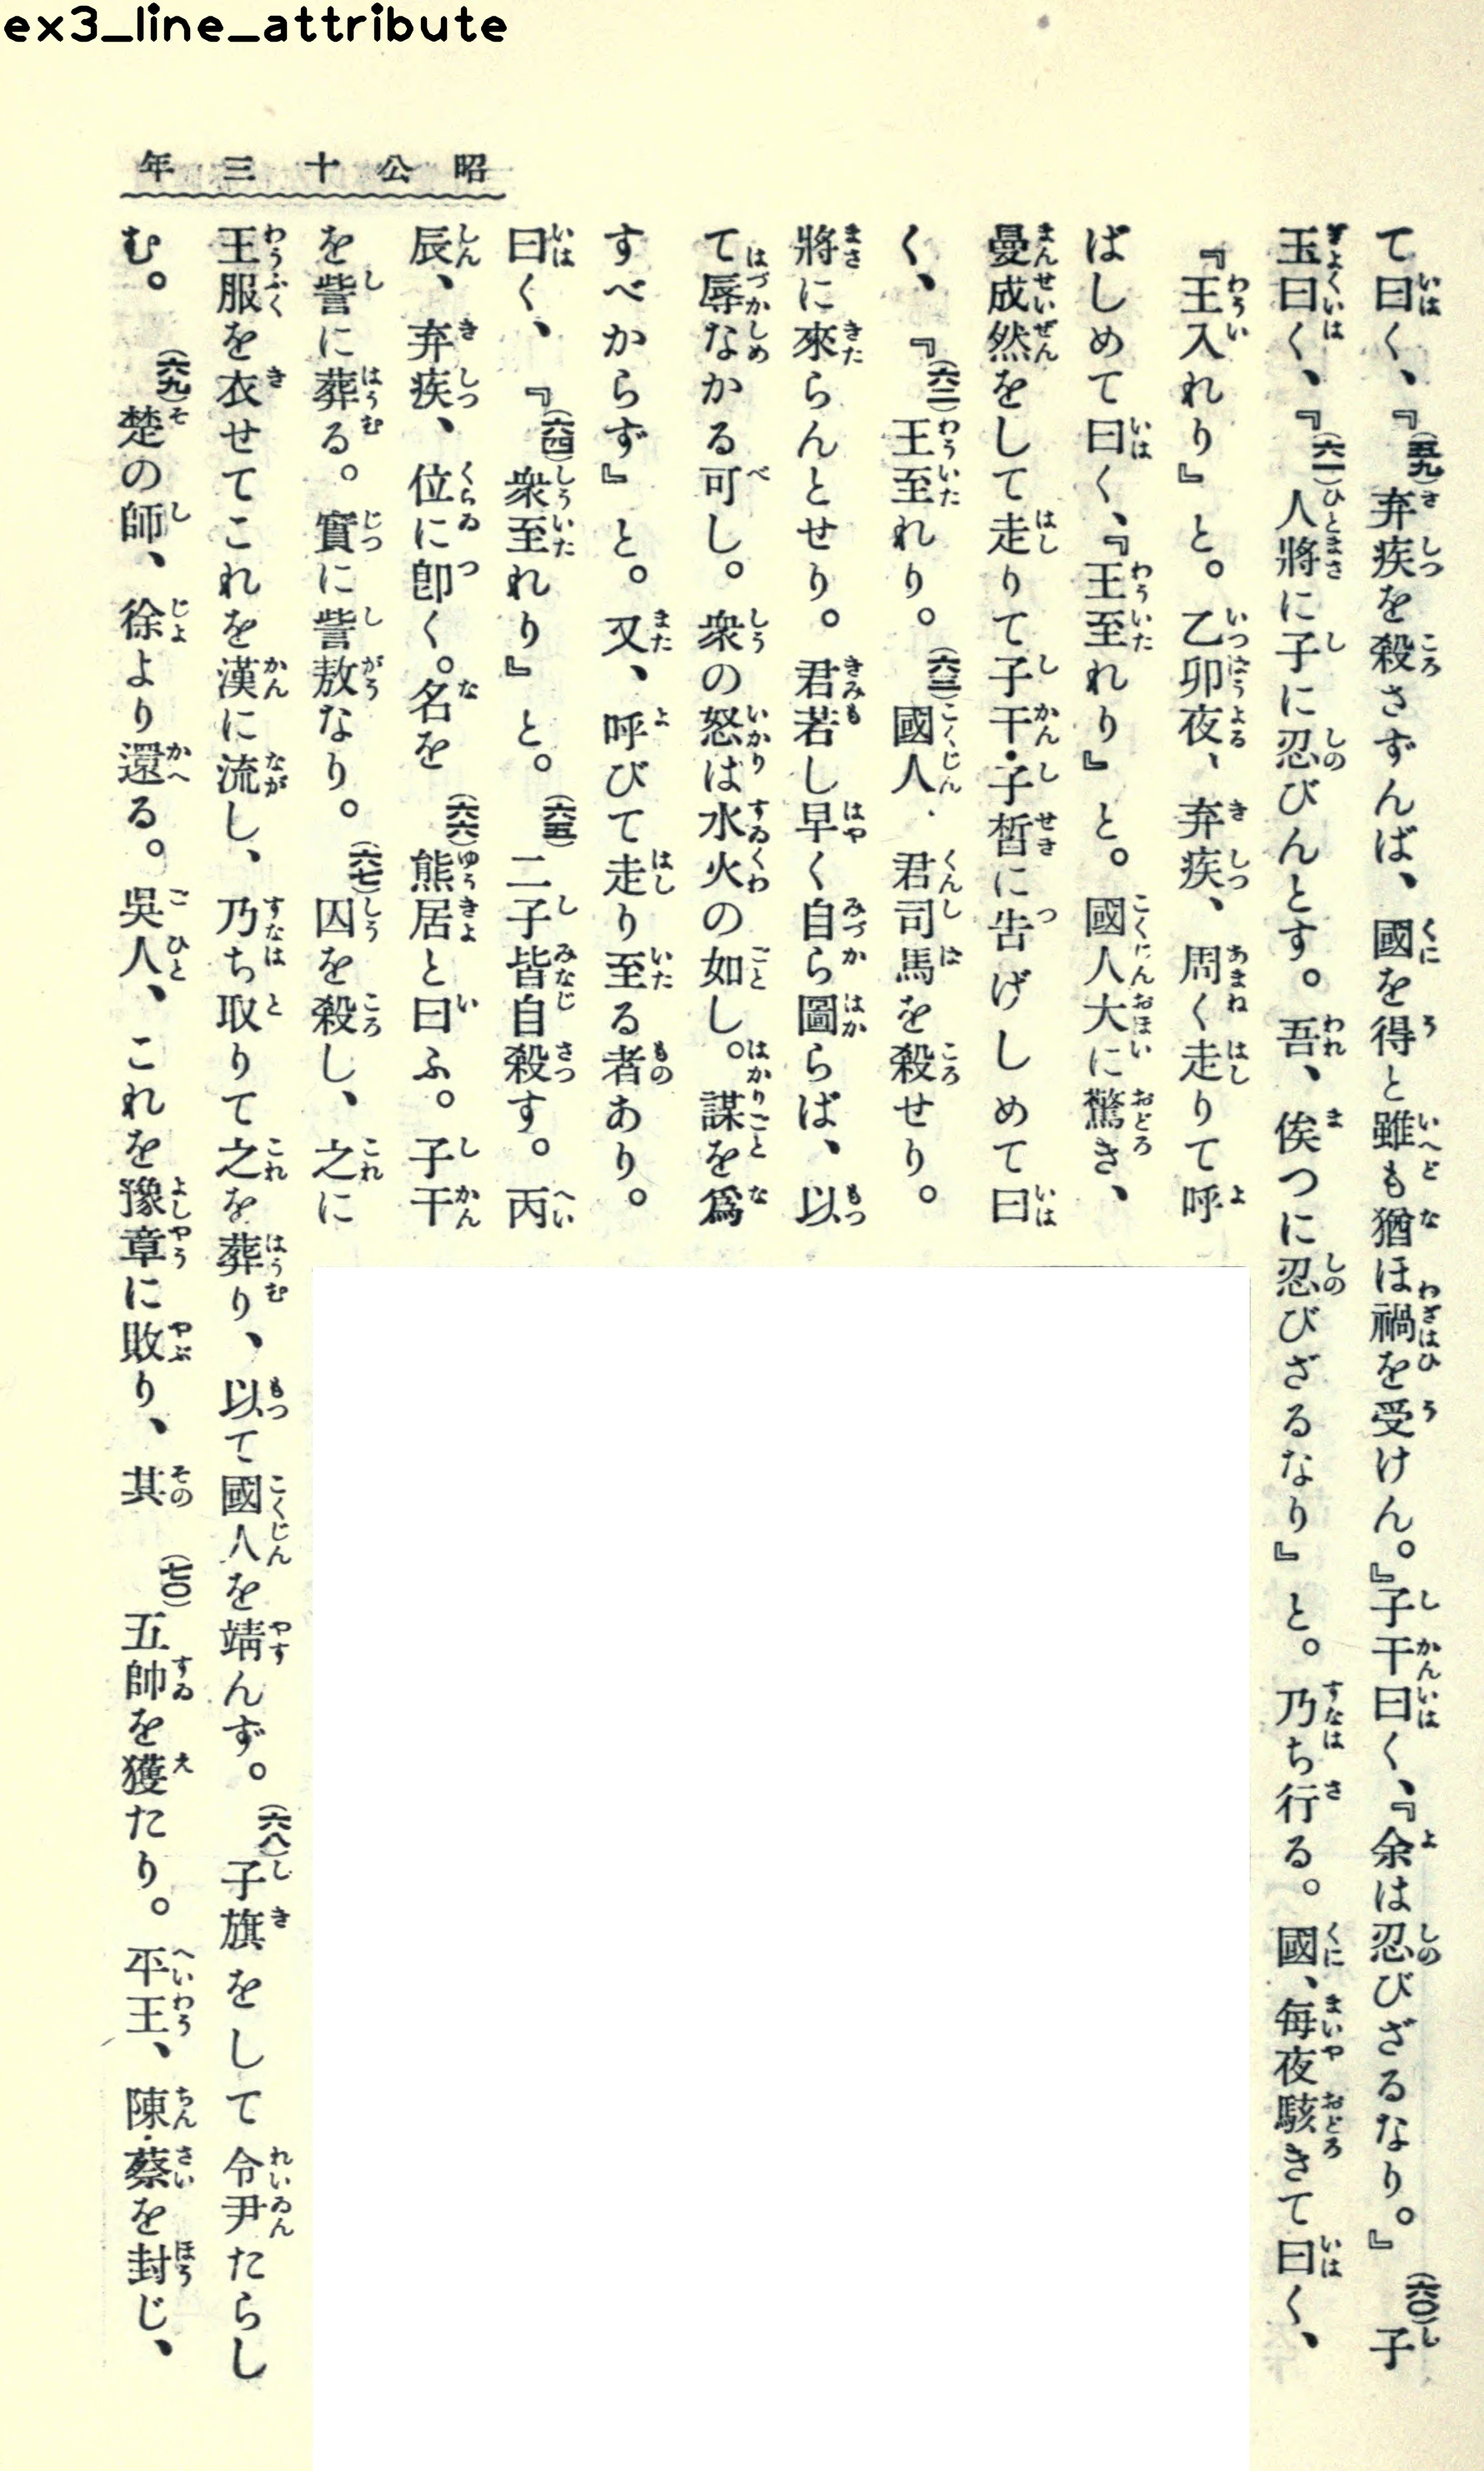 ex3_line_attribute
昭公十三年
て曰く、『(五九)弃疾を殺さずんば、國を得と雖も猶ほ禍を受けん。』子干曰く、『余は忍びざるなり。』(六〇)子
玉曰く、『(六一)人將に子に忍びんとす。吾、俟つに忍びざるなり』と。乃ち行る。國、每夜駭きて曰く、
『王入れり』と。乙卯夜、弃疾、周く走りて呼
ばしめて曰く、『王至れり』と。國人大に驚き、
曼成然をして走りて子干・子晳に告げしめて曰
く、『(六二)王至れり。(六三)國人・君司馬を殺せり。
將に來らんとせり。君若し早く自ら圖らば、以
て辱なかる可し。衆の怒は水火の如し。謀を爲
すべからず』と。又、呼びて走り至る者あり。
曰く、『(六四)衆至れり』と。(六五)二子皆自殺す。丙
辰、弃疾、位に卽く。名を(六六)熊居と曰ふ。子干
を訾に葬る。實に訾敖なり。(六七)囚を殺し、之に
王服を衣せてこれを漢に流し、乃ち取りて之を葬り、以て國人を靖んず。(六八)子旗をして令尹たらし
む。(六九)楚の師、徐より還る。吳人、これを豫章に敗り、其(七〇)五帥を獲たり。平王、陳・蔡を封じ、